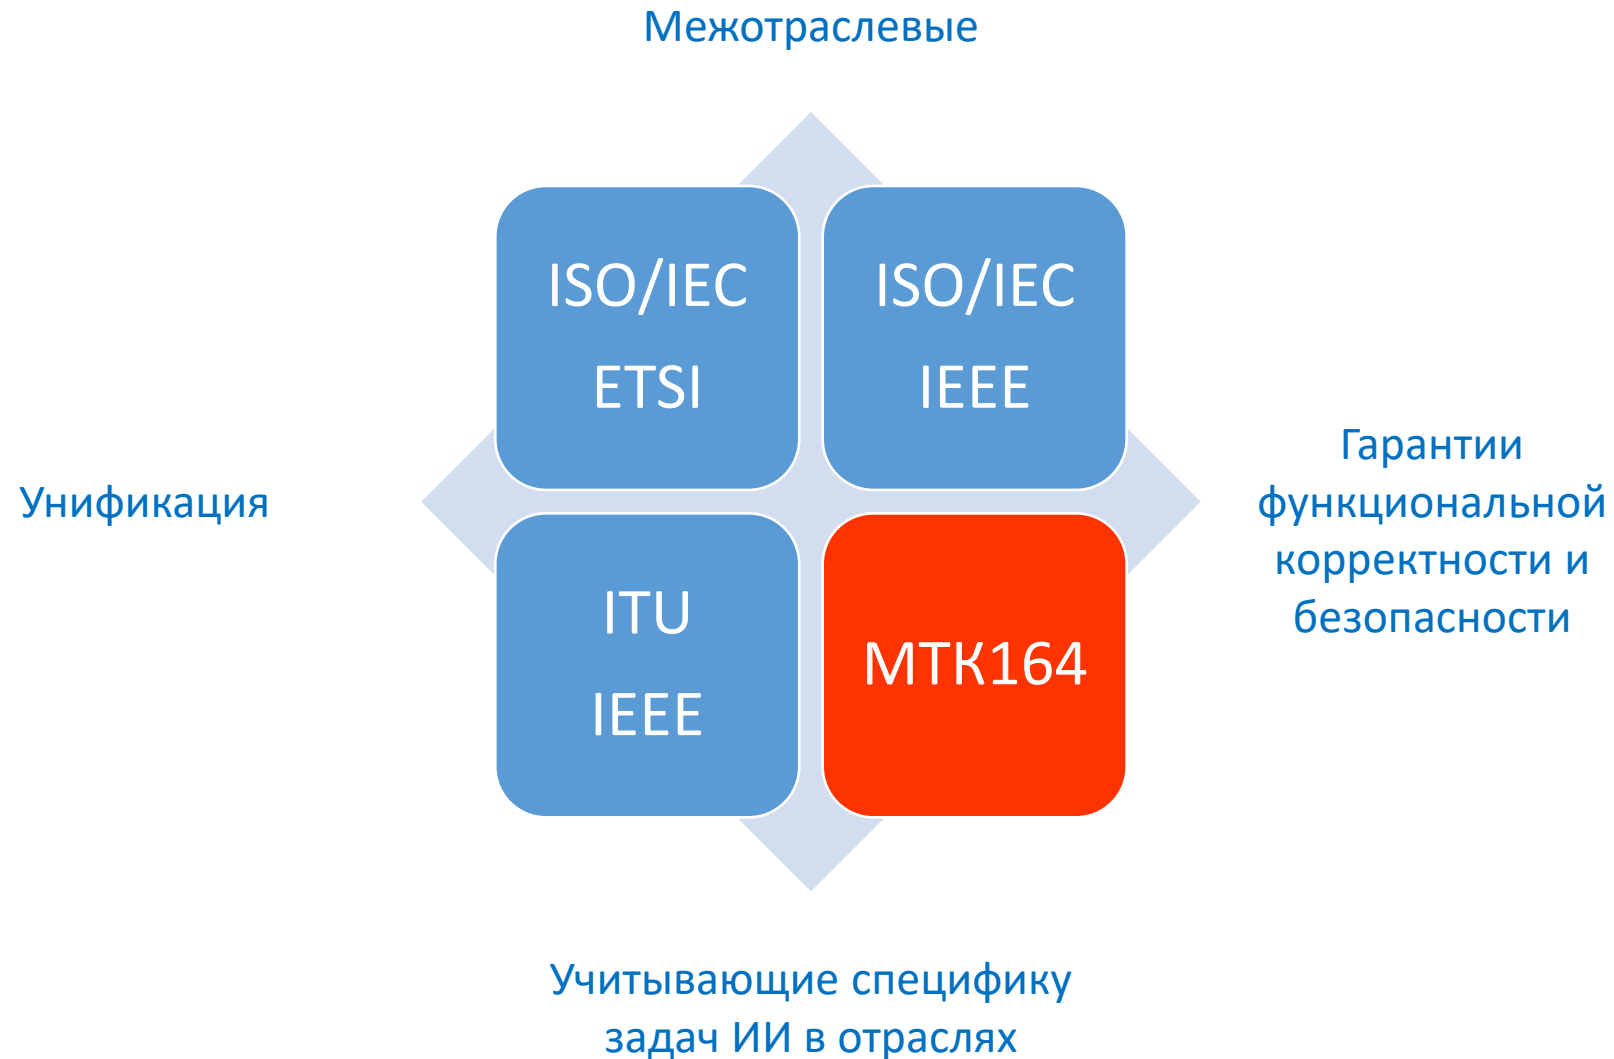 Межотраслевые
ISO/IEC
ETSI
ISO/IEC
IEEE
Унификация
Гарантии
функциональной
корректности и
безопасности
ITU
IEEE
МТК164
Учитывающие специфику
задач ИИ в отраслях